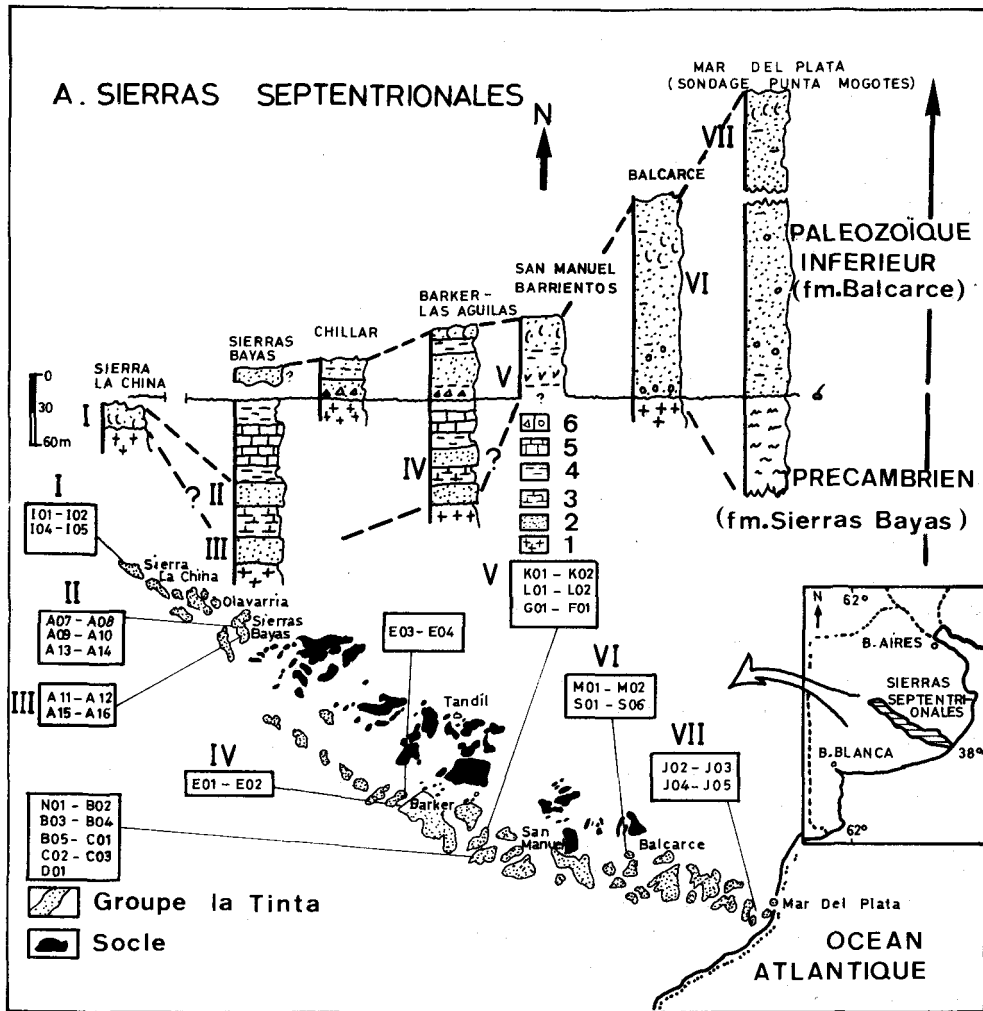 A. SIERRAS SEPTENTRIONALES
N
MAR DEL PLATA
(SONDAGE PUNTA MOGOTES)
VII
BALCARCE
VI
PALEOZOÏQUE
INFERIEUR
(fm.Balcarce)
SAN MANUEL
BARRIENTOS
V
BARKER-
LAS AGUILAS
CHILLAR
SIERRAS
BAYAS
?
SIERRA
LA CHINA
0
30
60m
I
?
II
III
IV
?
?
6
6
5
4
3
2
1
PRECAMBRIEN
(fm.Sierras Bayas)
I
I01-I02
I04-I05
Sierra
La China
Olavarria
Sierras
Bayas
II
A07-A08
A09-A10
A13-A14
III
A11-A12
A15-A16
E03-E04
V
K01-K02
L01-L02
G01-F01
VI
M01-M02
S01-S06
VII
J02-J03
J04-J05
Tandil
IV
E01-E02
Barker
San
Manuel
Balcarce
N01-B02
B03-B04
B05-C01
C02-C03
D01
Groupe la Tinta
Socle
Mar Del Plata
OCEAN
ATLANTIQUE
N
62°
B.AIRES
SIERRAS
SEPTENTRI-
ONALES
B.BLANCA
38°
62°